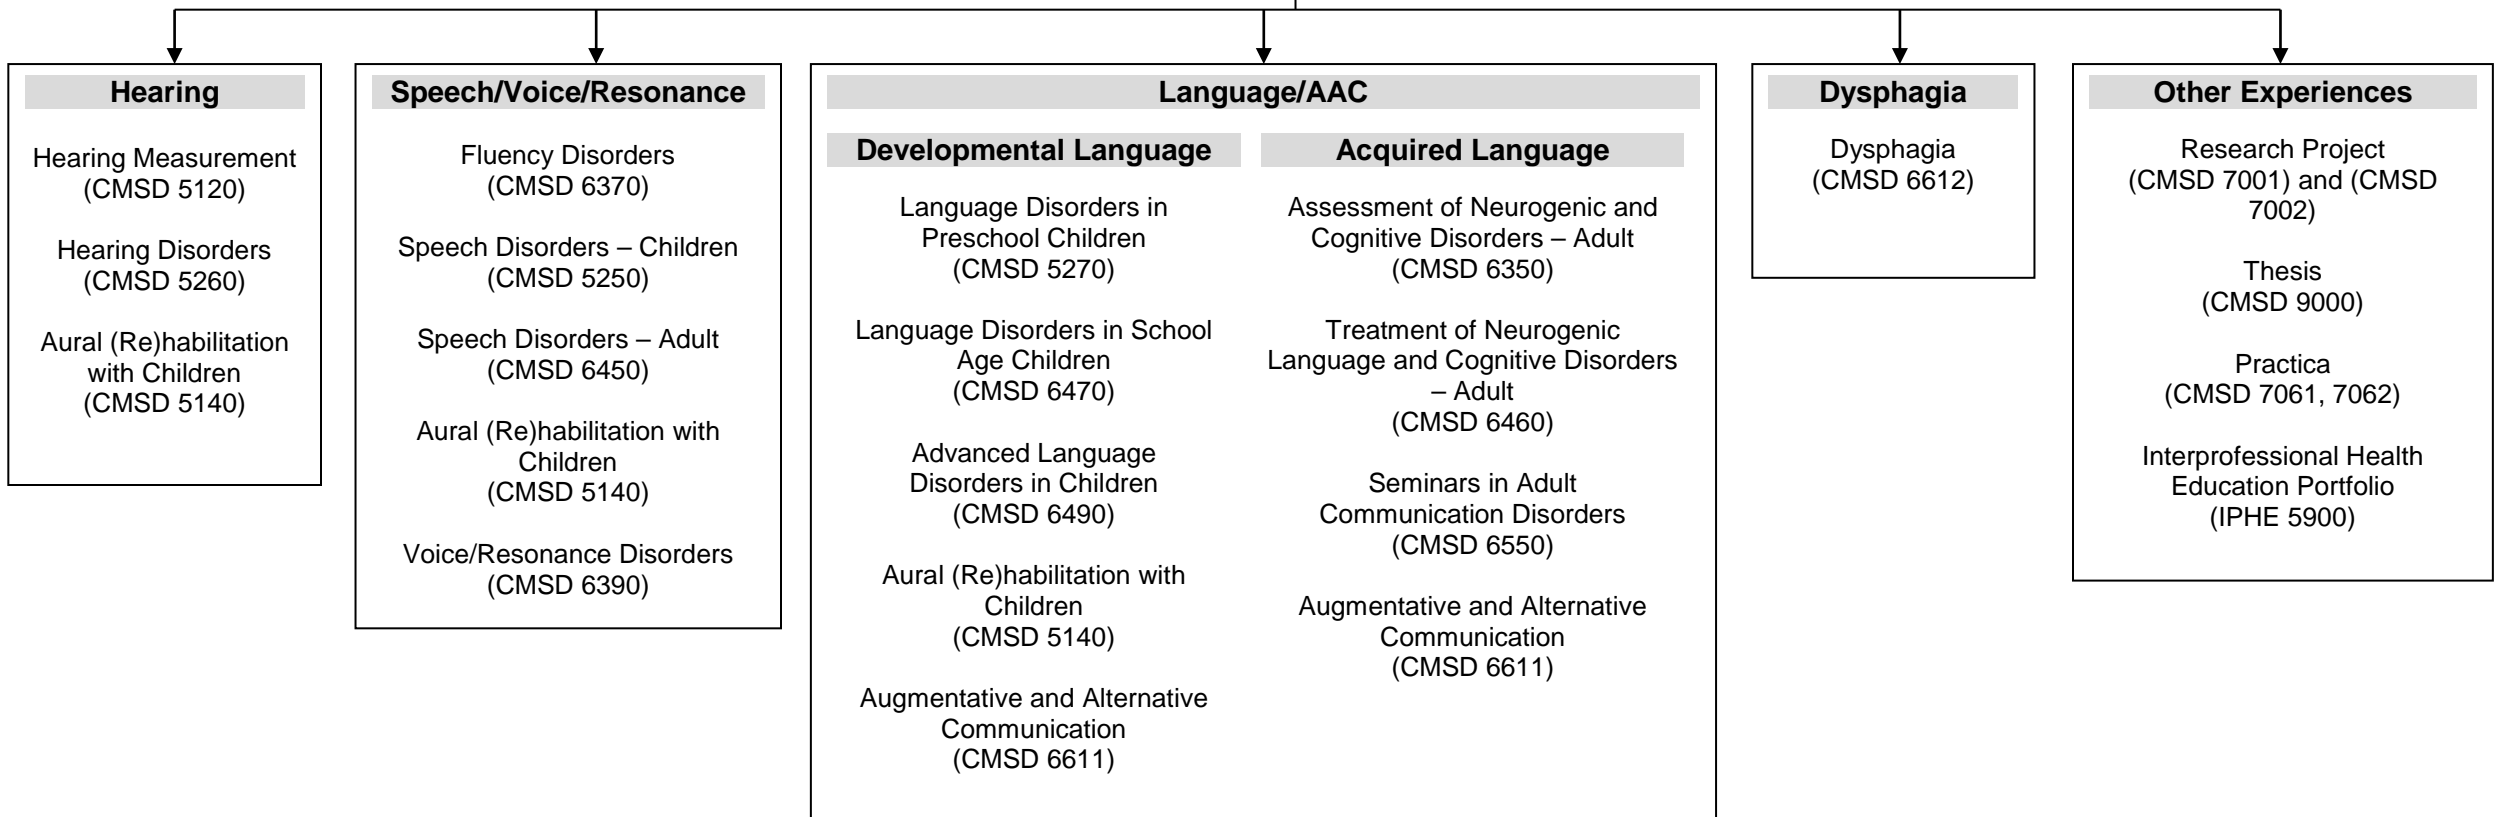 Hearing
Hearing Measurement
(CMSD 5120)
Hearing Disorders
(CMSD 5260)
Aural (Re)habilitation
with Children
(CMSD 5140)
Speech/Voice/Resonance
Fluency Disorders
(CMSD 6370)
Speech Disorders – Children
(CMSD 5250)
Speech Disorders – Adult
(CMSD 6450)
Aural (Re)habilitation with
Children
(CMSD 5140)
Voice/Resonance Disorders
(CMSD 6390)
Language/AAC
Developmental Language
Language Disorders in
Preschool Children
(CMSD 5270)
Language Disorders in School
Age Children
(CMSD 6470)
Advanced Language
Disorders in Children
(CMSD 6490)
Aural (Re)habilitation with
Children
(CMSD 5140)
Augmentative and Alternative
Communication
(CMSD 6611)
Acquired Language
Assessment of Neurogenic and
Cognitive Disorders – Adult
(CMSD 6350)
Treatment of Neurogenic
Language and Cognitive Disorders
– Adult
(CMSD 6460)
Seminars in Adult
Communication Disorders
(CMSD 6550)
Augmentative and Alternative
Communication
(CMSD 6611)
Dysphagia
Dysphagia
(CMSD 6612)
Other Experiences
Research Project
(CMSD 7001) and (CMSD
7002)
Thesis
(CMSD 9000)
Practica
(CMSD 7061, 7062)
Interprofessional Health
Education Portfolio
(IPHE 5900)